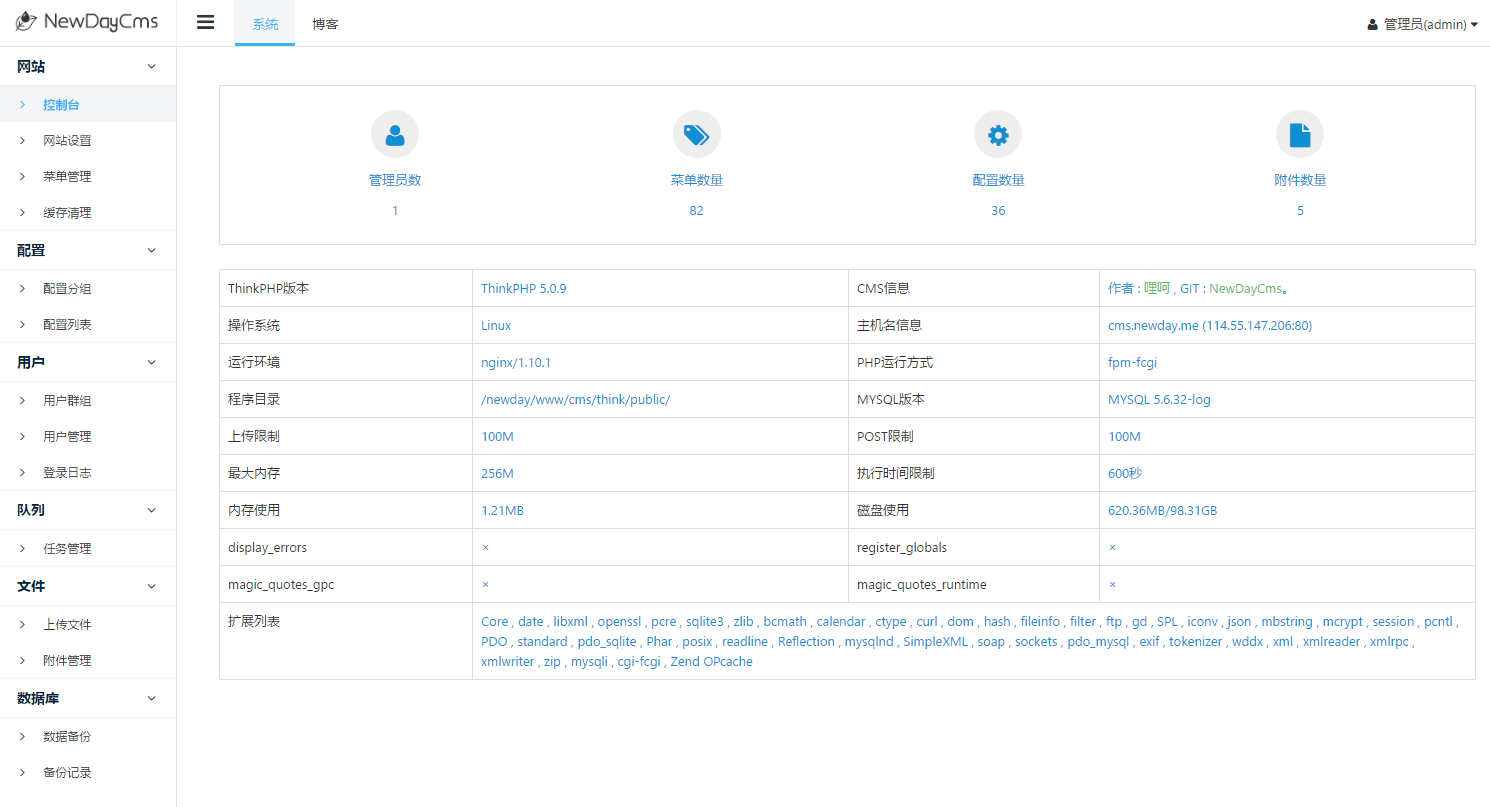 NewDayCms
系统 博客 管理员(admin)
网站
控制台
网站设置
菜单管理
缓存清理
配置
配置分组
配置列表
用户
用户群组
用户管理
登录日志
队列
任务管理
文件
上传文件
附件管理
数据库
数据备份
备份记录
管理员数 菜单数量 配置数量 附件数量
1 82 36 5
ThinkPHP版本 ThinkPHP 5.0.9 CMS信息 作者 : 哩呵 , GIT : NewDayCms。
操作系统 Linux 主机名信息 cms.newday.me (114.55.147.206:80)
运行环境 nginx/1.10.1 PHP运行方式 fpm-fcgi
程序目录 /newday/www/cms/think/public/ MYSQL版本 MYSQL 5.6.32-log
上传限制 100M POST限制 100M
最大内存 256M 执行时间限制 600秒
内存使用 1.21MB 磁盘使用 620.36MB/98.31GB
display_errors × register_globals ×
magic_quotes_gpc × magic_quotes_runtime ×
扩展列表 Core , date , libxml , openssl , pcre , sqlite3 , zlib , bcmath , calendar , ctype , curl , dom , hash , fileinfo , filter , ftp , gd , SPL , iconv , json , mbstring , mcrypt , session , pcntl ,
PDO , standard , pdo_sqlite , Phar , posix , readline , Reflection , mysqlnd , SimpleXML , soap , sockets , pdo_mysql , exif , tokenizer , wddx , xml , xmlreader , xmlrpc ,
xmlwriter , zip , mysqli , cgi-fcgi , Zend OPcache